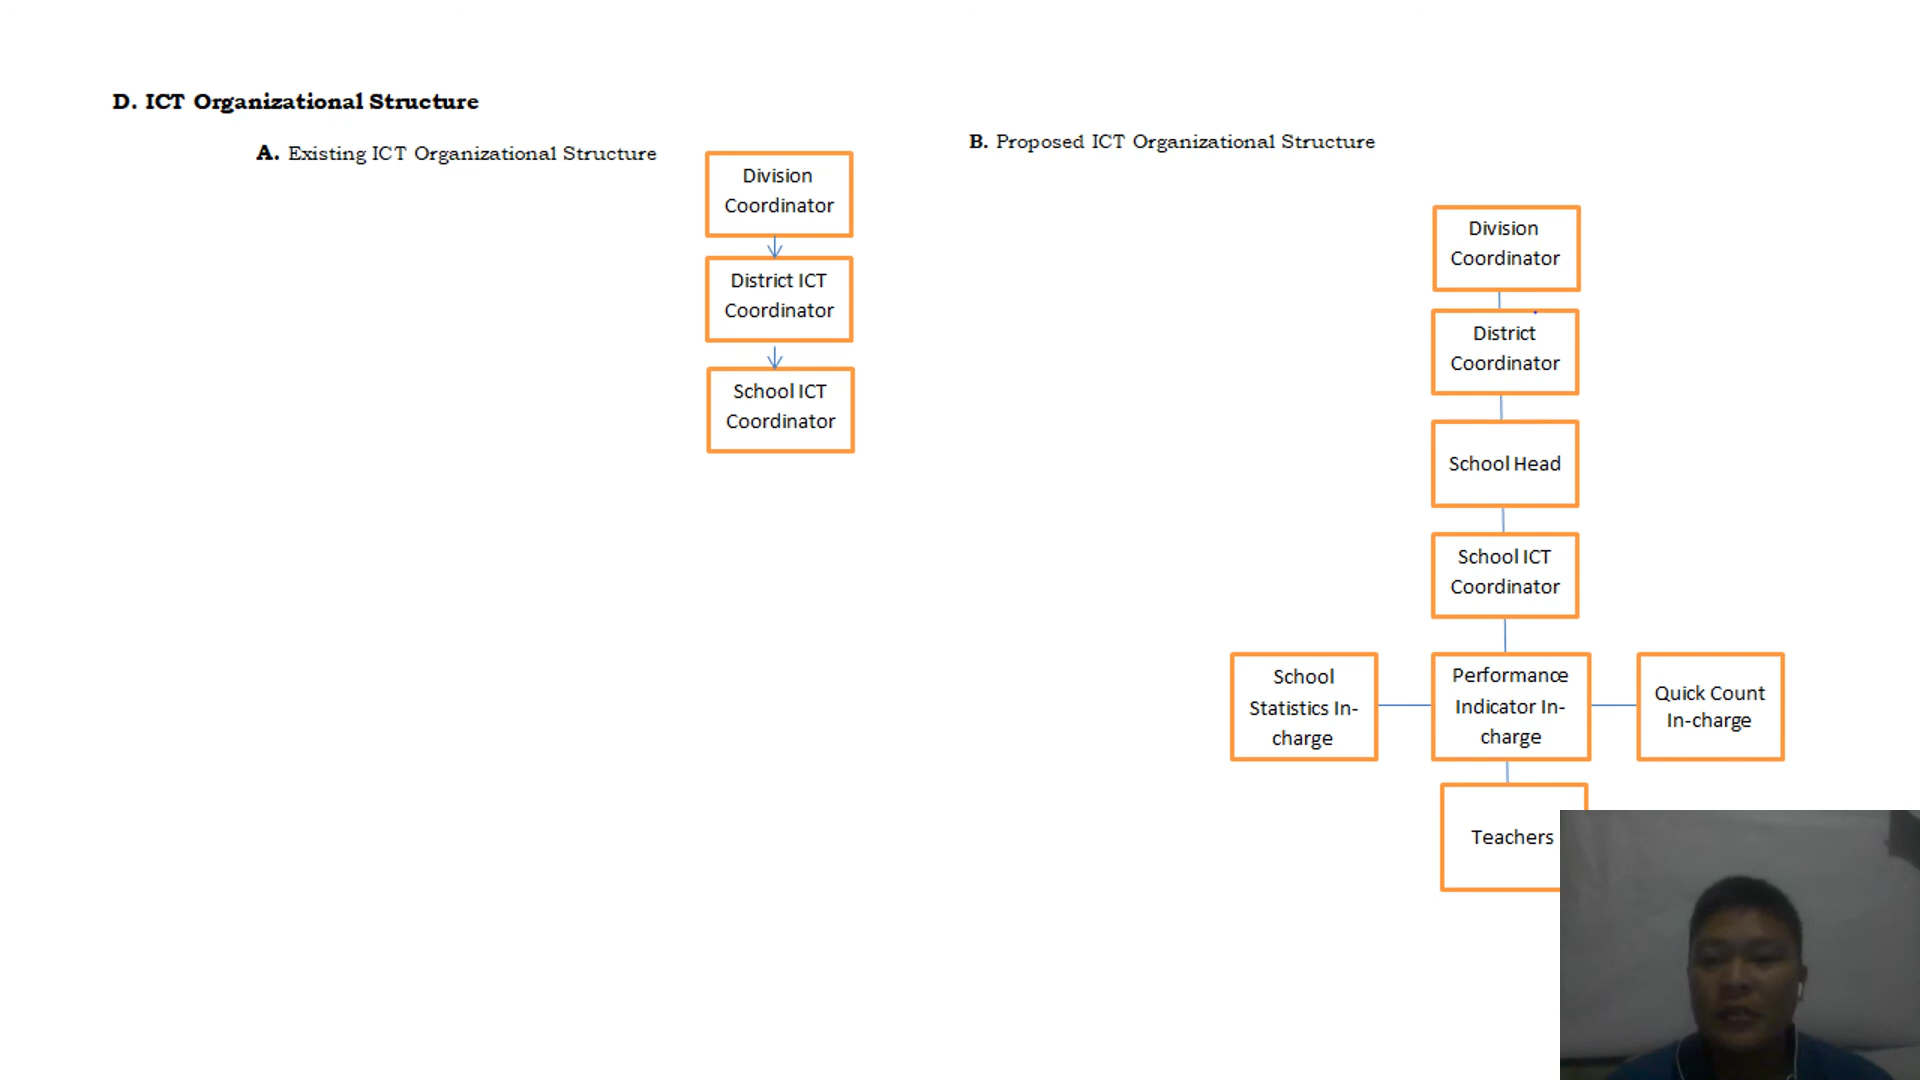 D. ICT Organizational Structure
A. Existing ICT Organizational Structure
Division
Coordinator
District ICT
Coordinator
School ICT
Coordinator
B. Proposed ICT Organizational Structure
Division
Coordinator
District
Coordinator
School Head
School ICT
Coordinator
School
Statistics In-
charge
Performance
Indicator In-
charge
Quick Count
In-charge
Teachers